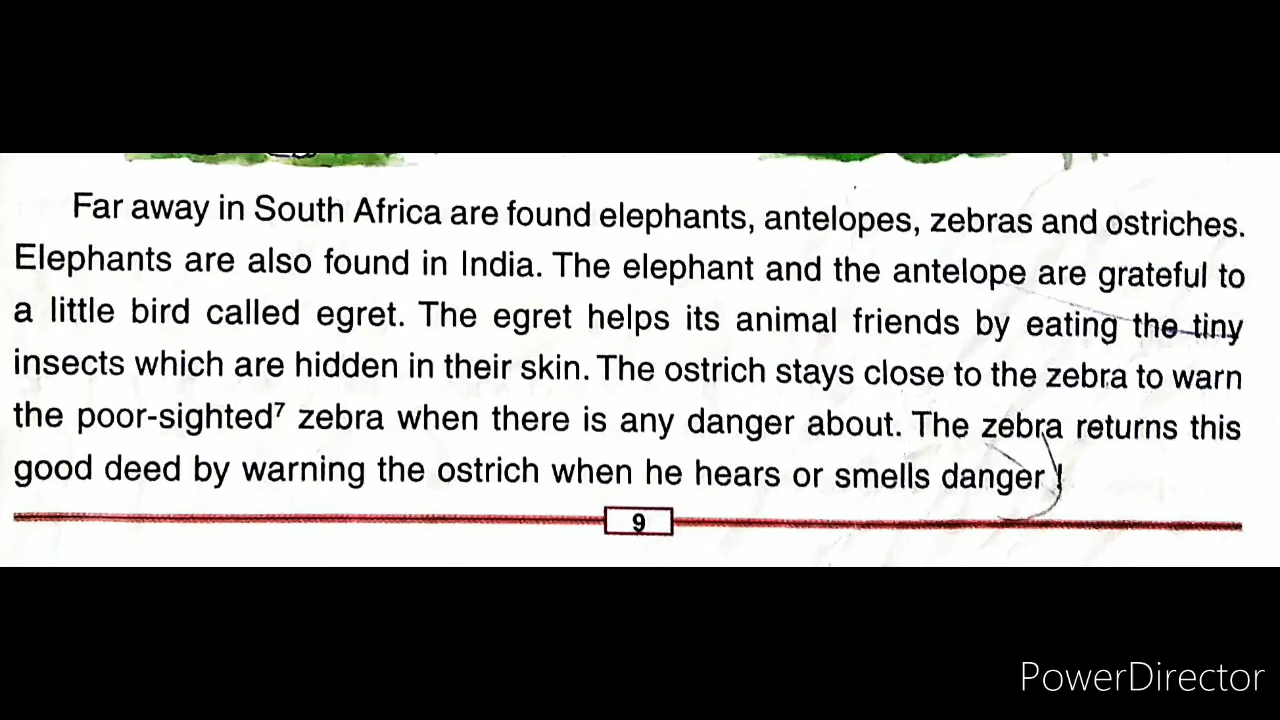 Far away in South Africa are found elephants, antelopes, zebras and ostriches.
Elephants are also found in India. The elephant and the antelope are grateful to
a little bird called egret. The egret helps its animal friends by eating the tiny
insects which are hidden in their skin. The ostrich stays close to the zebra to warn
the poor-sighted⁷ zebra when there is any danger about. The zebra returns this
good deed by warning the ostrich when he hears or smells danger!
9
PowerDirector